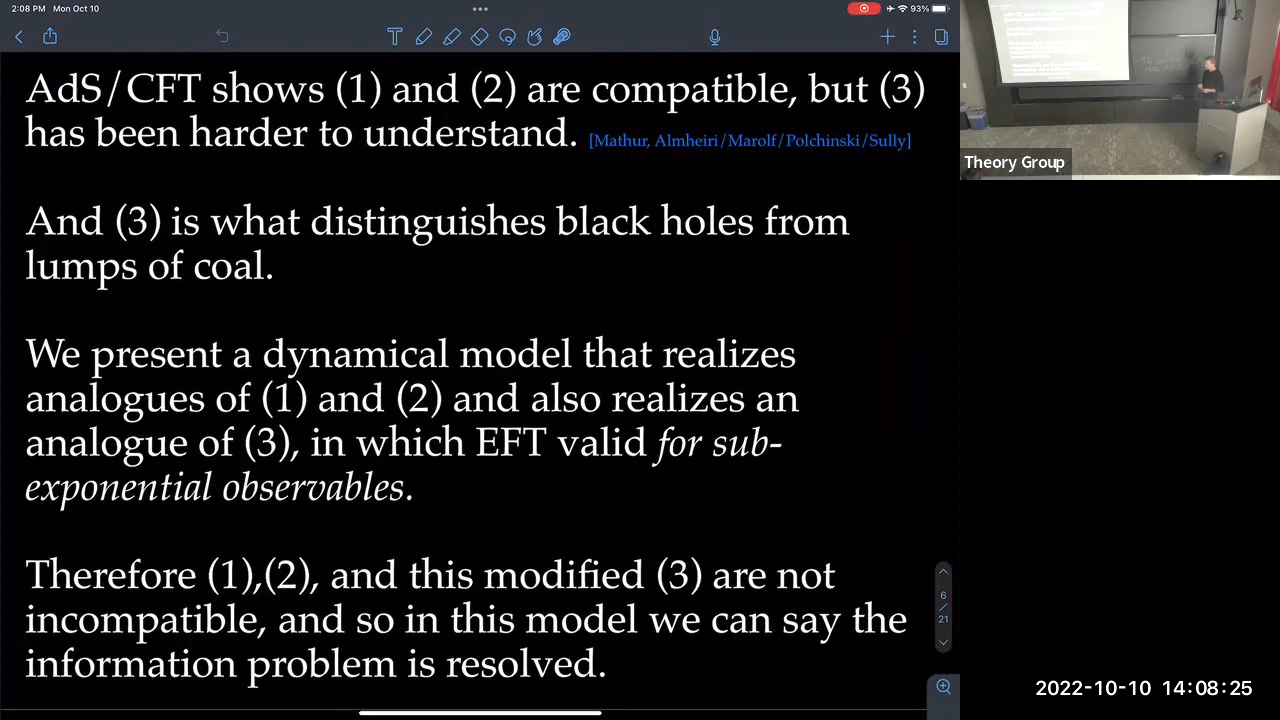 2:08 PM Mon Oct 10
93%
AdS/CFT shows (1) and (2) are compatible, but (3)
has been harder to understand. [Mathur, Almheiri/Marolf/Polchinski/Sully]
And (3) is what distinguishes black holes from
lumps of coal.
We present a dynamical model that realizes
analogues of (1) and (2) and also realizes an
analogue of (3), in which EFT valid for sub-
exponential observables.
Therefore (1),(2), and this modified (3) are not
incompatible, and so in this model we can say the
information problem is resolved.
6
/
21
Theory Group
2022-10-10 14:08:25